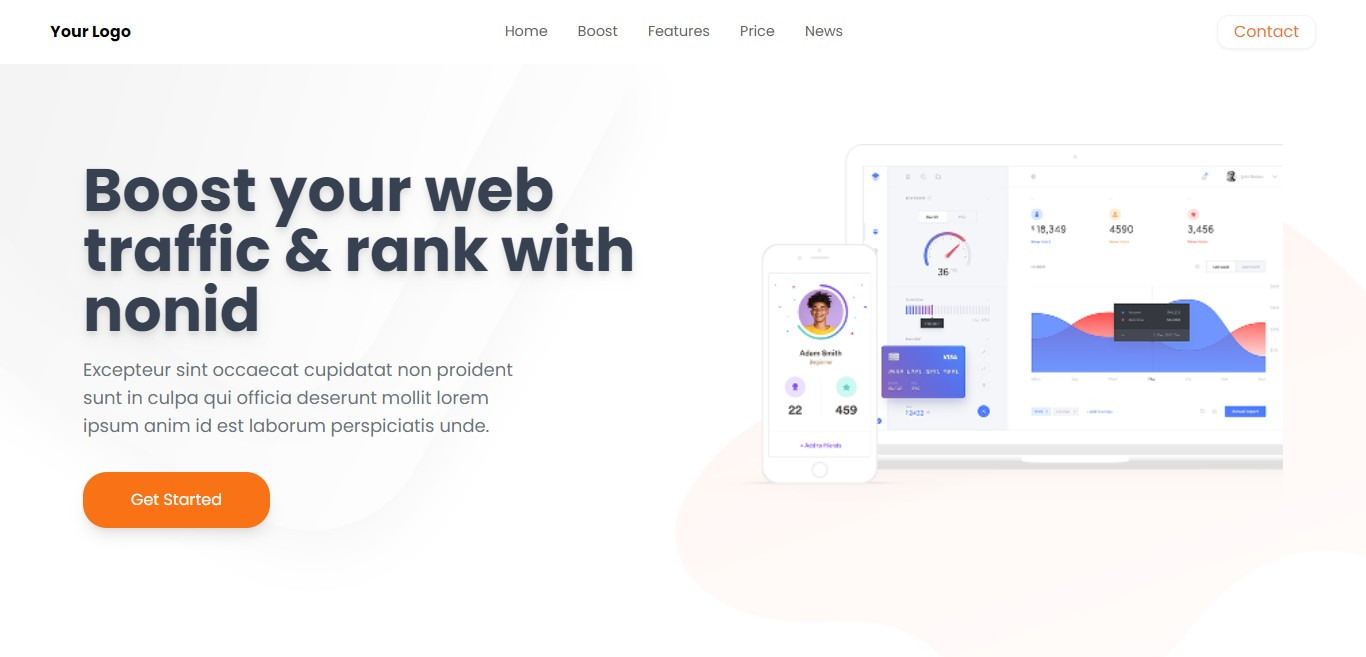 Your Logo
Home Boost Features Price News
Contact
Boost your web
traffic & rank with
nonid
Excepteur sint occaecat cupidatat non proident
sunt in culpa qui officia deserunt mollit lorem
ipsum anim id est laborum perspiciatis unde.
Get Started
$18,349 4590 3,456
36
Adam Smith
Beginner
22 459
+ Add to Friends
VISA